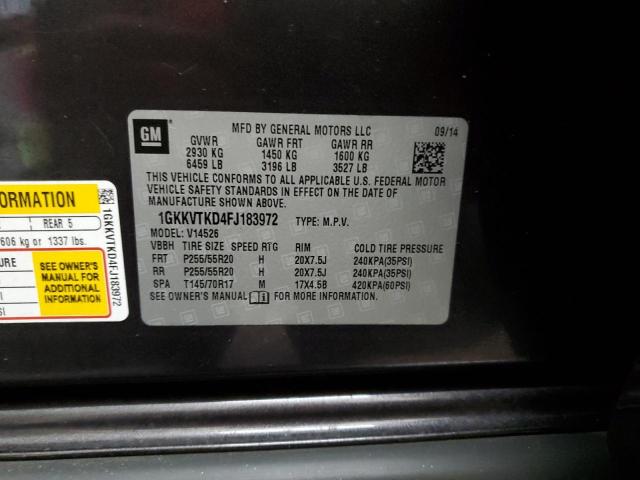 GM
MFD BY GENERAL MOTORS LLC
09/14
GVWR GAWR FRT GAWR RR
2930 KG 1450 KG 1600 KG
6459 LB 3196 LB 3527 LB
THIS VEHICLE CONFORMS TO ALL APPLICABLE U.S. FEDERAL MOTOR
VEHICLE SAFETY STANDARDS IN EFFECT ON THE DATE OF
MANUFACTURE SHOWN ABOVE.
1GKKVTKD4FJ183972 TYPE: M.P.V.
MODEL: V14526
VBBH TIRE SIZE SPEED RTG RIM COLD TIRE PRESSURE
FRT P255/55R20 H 20X7.5J 240KPA(35PSI)
RR P255/55R20 H 20X7.5J 240KPA(35PSI)
SPA T145/70R17 M 17X4.5B 420KPA(60PSI)
SEE OWNER'S MANUAL FOR MORE INFORMATION.
FORMATION
REAR 5
606 kg or 1337 lbs.
SEE OWNER'S
MANUAL FOR
ADDITIONAL
INFORMATION
1GKKVTKD4FJ183972